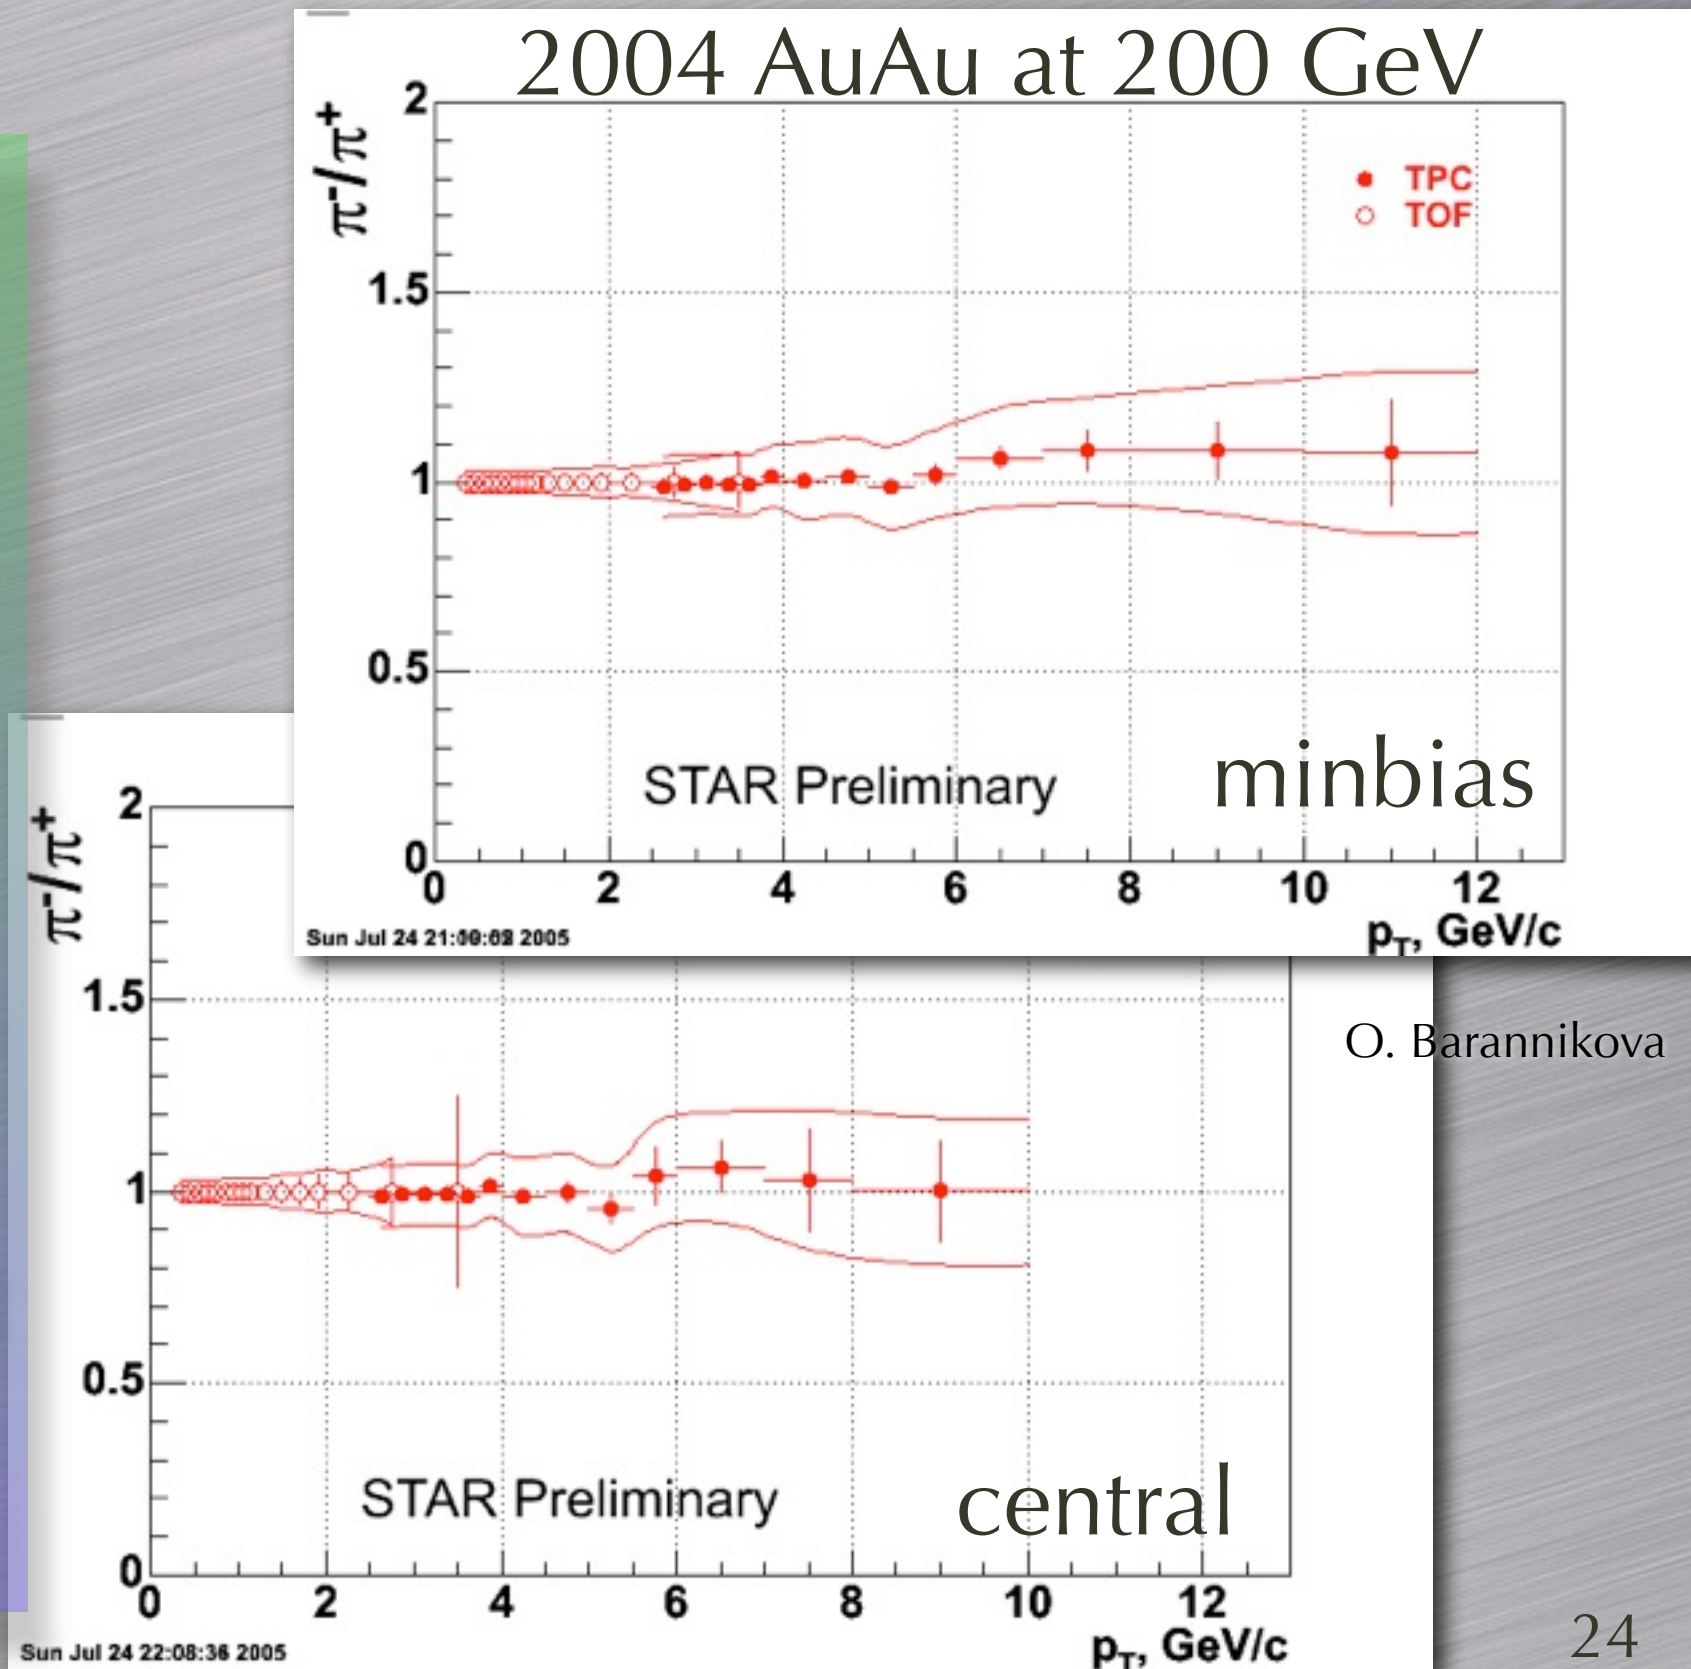 2004 AuAu at 200 GeV
π⁻/π⁺
2
1.5
1
0.5
0
TPC
TOF
STAR Preliminary
minbias
0 2 4 6 8 10 12
p_T, GeV/c
π⁻/π⁺
2
1.5
1
0.5
0
O. Barannikova
STAR Preliminary
central
0 2 4 6 8 10 12
p_T, GeV/c
Sun Jul 24 22:08:36 2005
24